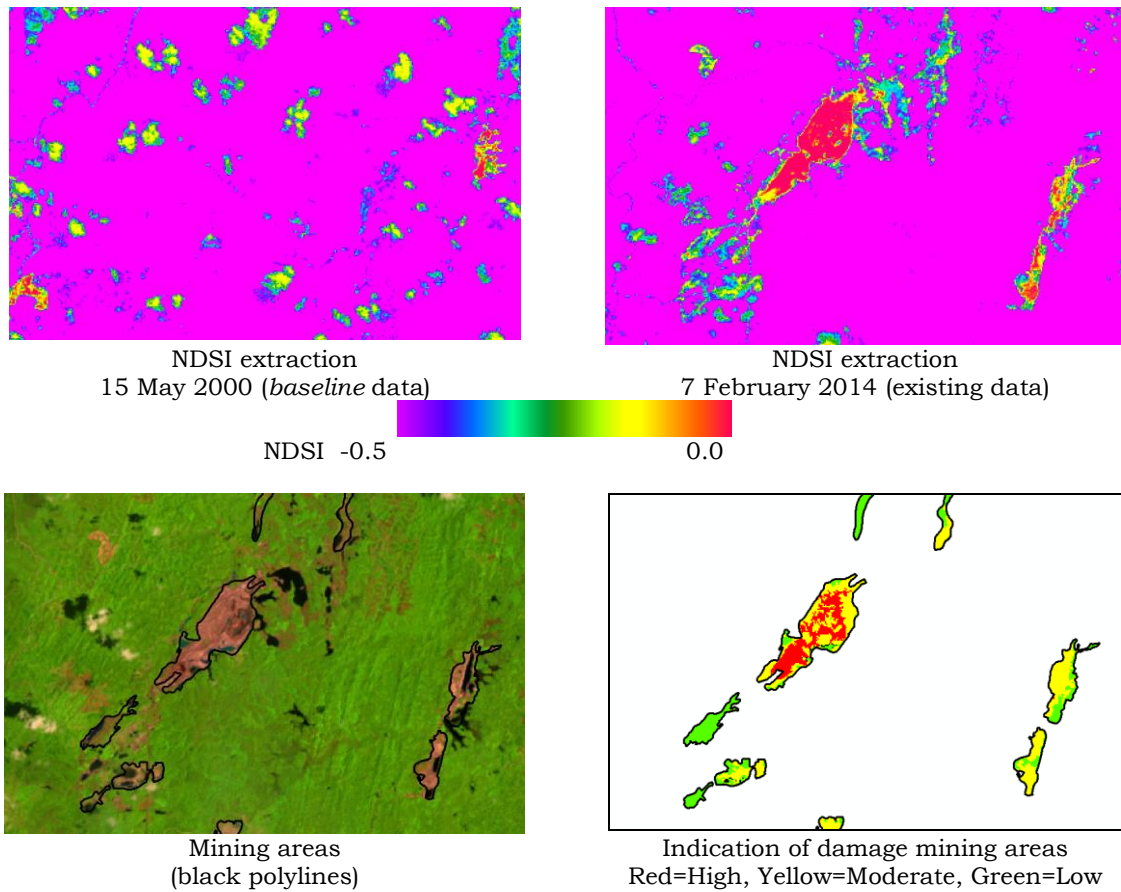 NDSI extraction
15 May 2000 (baseline data)
NDSI extraction
7 February 2014 (existing data)
NDSI -0.5 0.0
Mining areas
(black polylines)
Indication of damage mining areas
Red=High, Yellow=Moderate, Green=Low